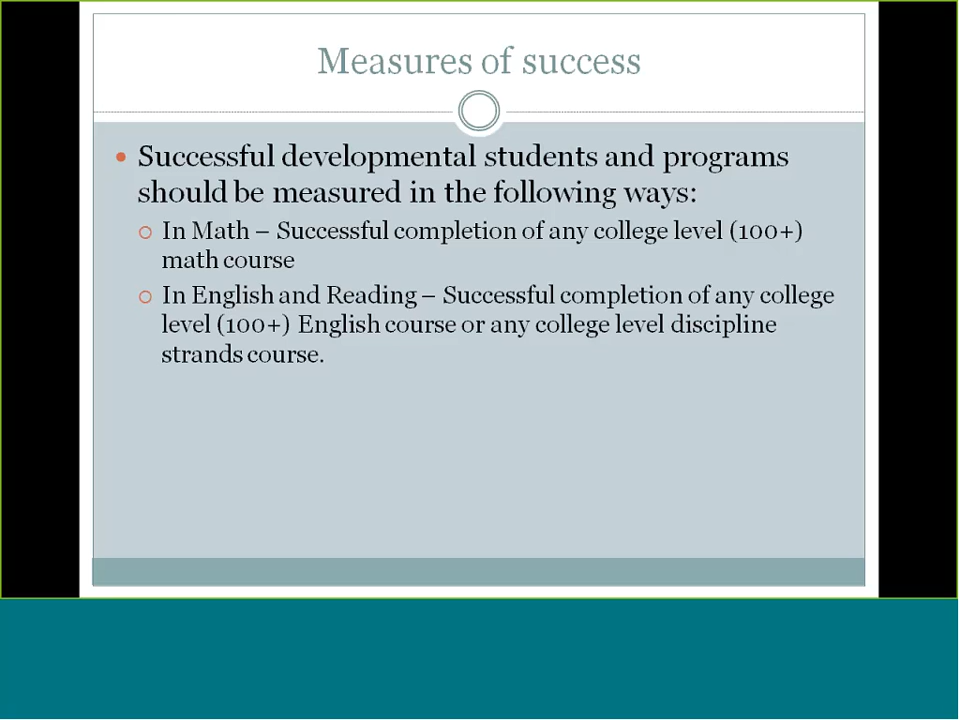 Measures of success
Successful developmental students and programs
should be measured in the following ways:
In Math – Successful completion of any college level (100+)
math course
In English and Reading – Successful completion of any college
level (100+) English course or any college level discipline
strands course.